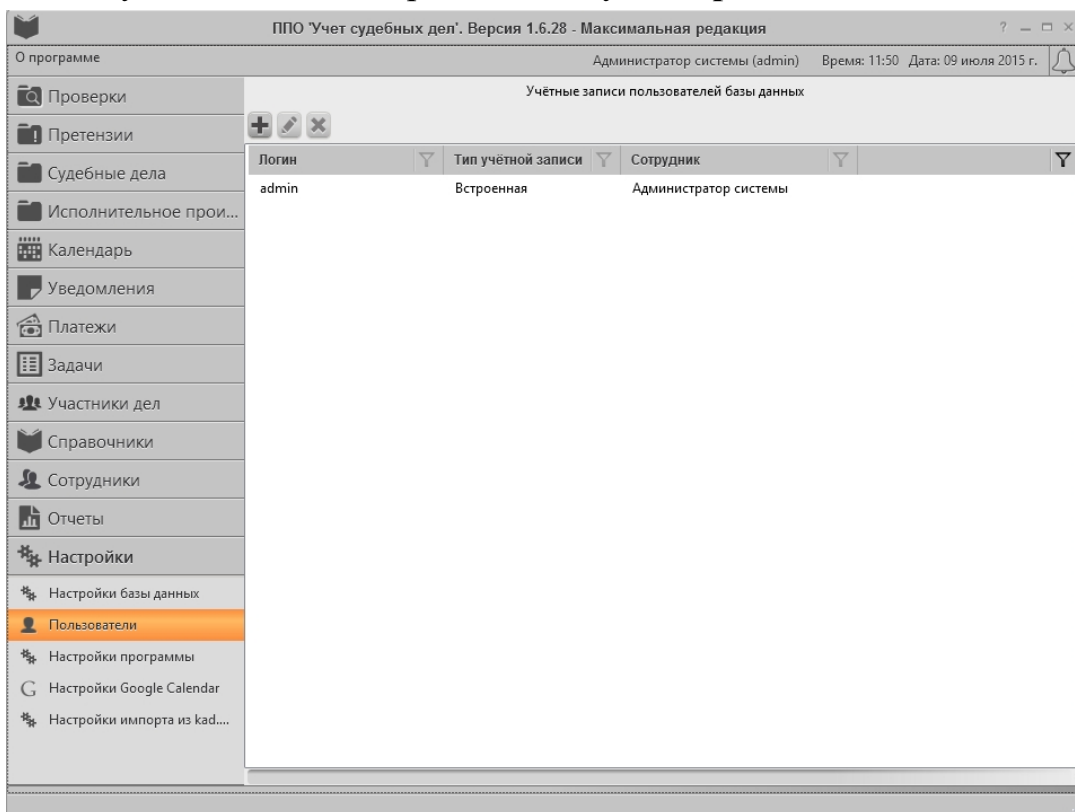 ППО 'Учет судебных дел'. Версия 1.6.28 - Максимальная редакция
?
О программе
Администратор системы (admin) Время: 11:50 Дата: 09 июля 2015 г.
Проверки
Учётные записи пользователей базы данных
Претензии
Судебные дела
Логин Тип учётной записи Сотрудник
admin Встроенная Администратор системы
Исполнительное прои...
Календарь
Уведомления
Платежи
Задачи
Участники дел
Справочники
Сотрудники
Отчеты
Настройки
Настройки базы данных
Пользователи
Настройки программы
G Настройки Google Calendar
Настройки импорта из kad....